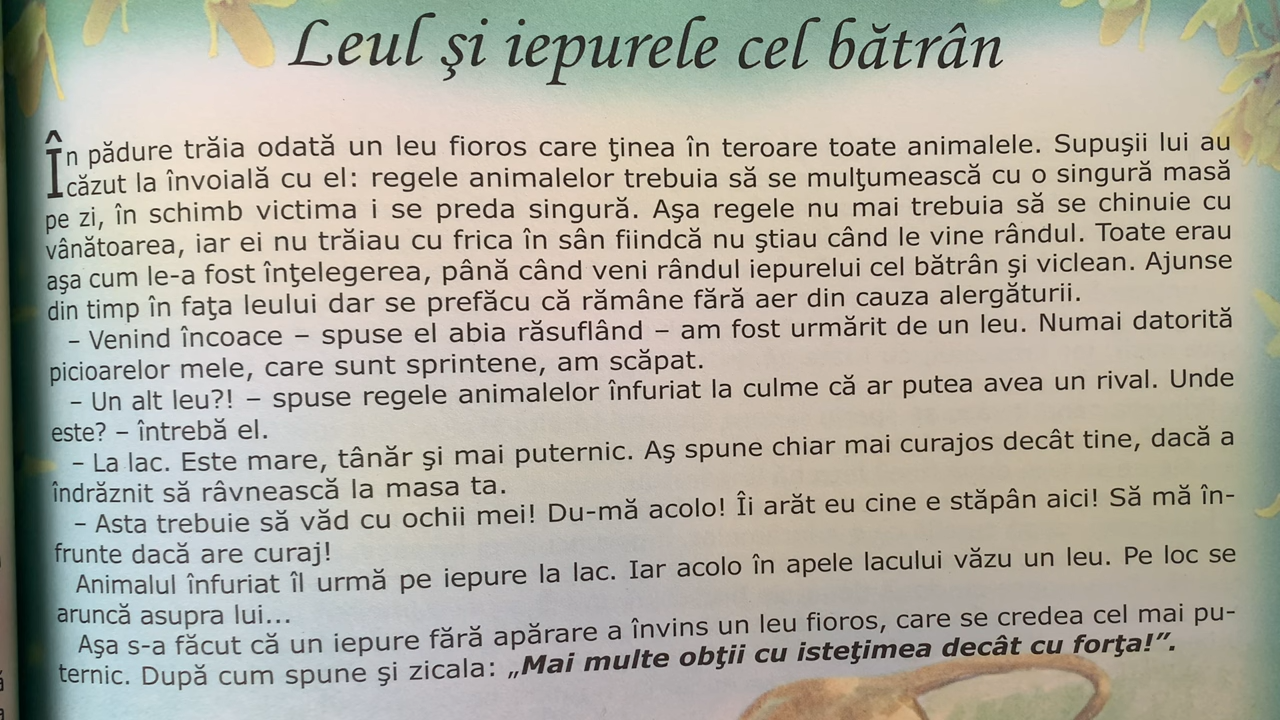 Leul şi iepurele cel bătrân
În pădure trăia odată un leu fioros care ţinea în teroare toate animalele. Supuşii lui au
căzut la învoială cu el: regele animalelor trebuia să se mulţumească cu o singură masă
pe zi, în schimb victima i se preda singură. Aşa regele nu mai trebuia să se chinuie cu
vânătoarea, iar ei nu trăiau cu frica în sân fiindcă nu ştiau când le vine rândul. Toate erau
aşa cum le-a fost înţelegerea, până când veni rândul iepurelui cel bătrân şi viclean. Ajunse
din timp în faţa leului dar se prefăcu că rămâne fără aer din cauza alergăturii.
– Venind încoace – spuse el abia răsuflând – am fost urmărit de un leu. Numai datorită
picioarelor mele, care sunt sprintene, am scăpat.
– Un alt leu?! – spuse regele animalelor înfuriat la culme că ar putea avea un rival. Unde
este? – întrebă el.
– La lac. Este mare, tânăr şi mai puternic. Aş spune chiar mai curajos decât tine, dacă a
îndrăznit să râvnească la masa ta.
– Asta trebuie să văd cu ochii mei! Du-mă acolo! Îi arăt eu cine e stăpân aici! Să mă în-
frunte dacă are curaj!
Animalul înfuriat îl urmă pe iepure la lac. Iar acolo în apele lacului văzu un leu. Pe loc se
aruncă asupra lui...
Aşa s-a făcut că un iepure fără apărare a învins un leu fioros, care se credea cel mai pu-
ternic. După cum spune şi zicala: „Mai multe obţii cu isteţimea decât cu forţa!”.